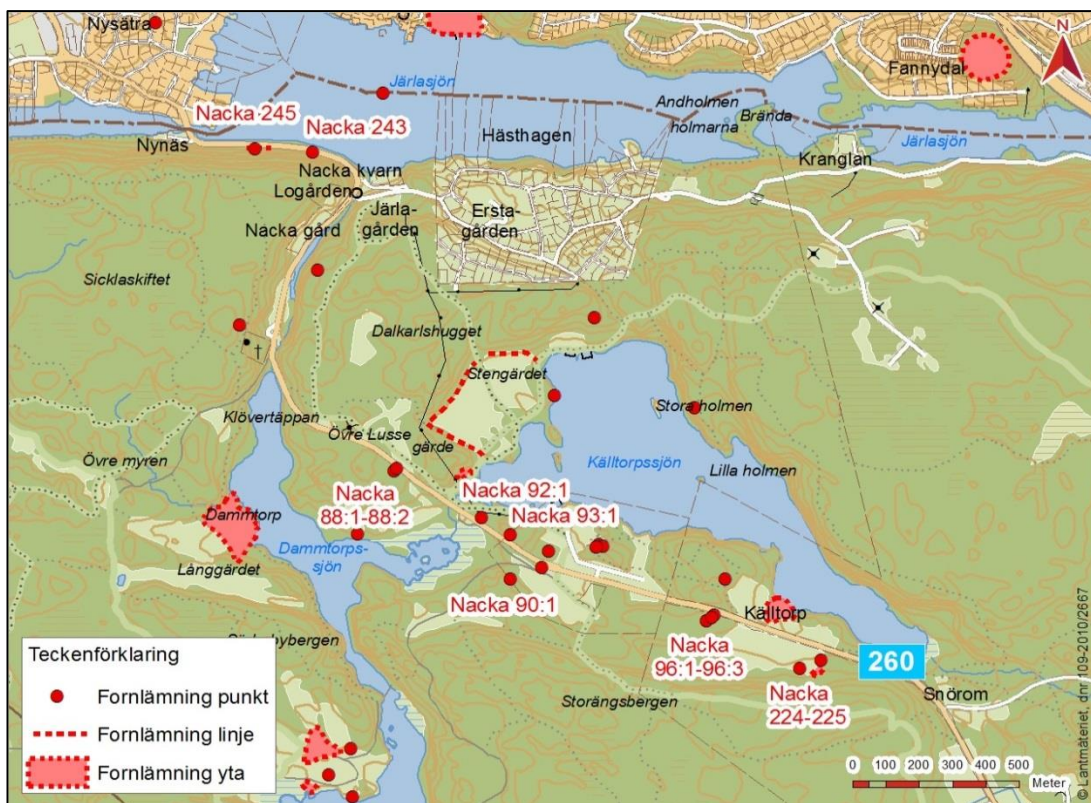 Nysätra
N
Fannydal
Järlasjön
Andholmen
holmarna
Brända
Nacka 245
Nacka 243
Hästhagen
Järlasjön
Nynäs
Kranglan
Nacka kvarn
Logården
Järla-
gården
Ersta-
gården
Nacka gård
Sicklaskiftet
Dalkarlshugget
Stengärdet
Klövertäppan
Stora holmen
Övre Lusse
gärde
Övre myren
Källtorpssjön
Lilla holmen
Nacka
88:1-88:2
Nacka 92:1
Nacka 93:1
Dammtorp
Dammtorps-
sjön
Långgärdet
Nacka 90:1
Källtorp
Nacka
96:1-96:3
260
Nacka
224-225
Snörom
Storängsbergen
Teckenförklaring
Fornlämning punkt
Fornlämning linje
Fornlämning yta
0 100 200 300 400 500
Meter
© Lantmäteriet, dnr 109-2010/2667